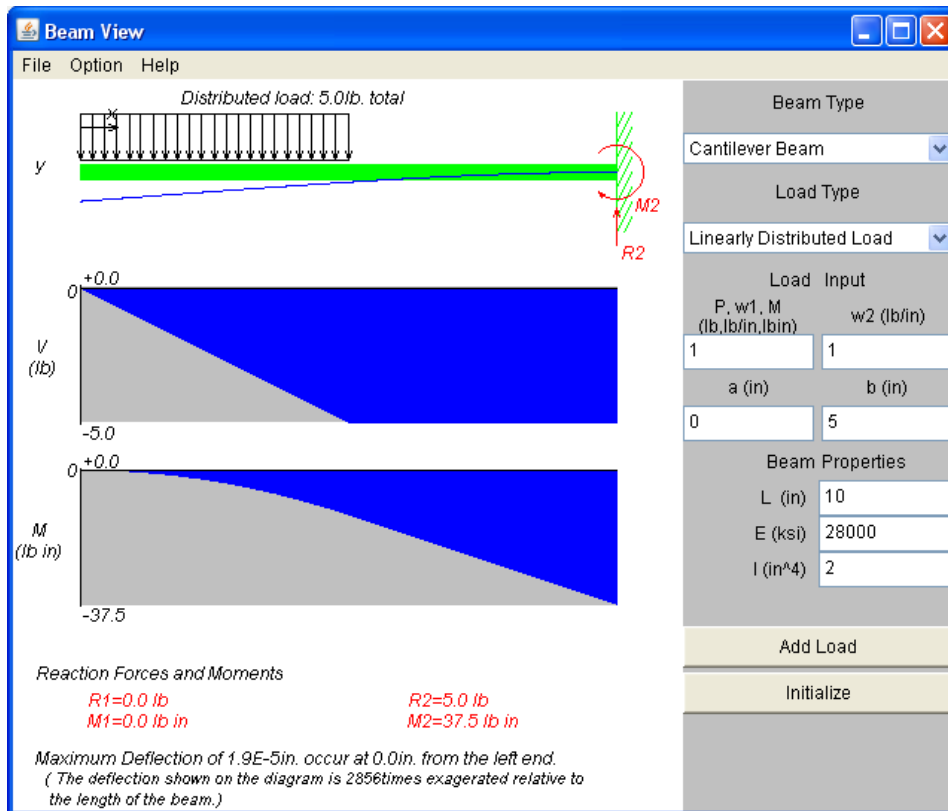 Beam View
File Option Help
Distributed load: 5.0lb. total
x
y
M2
R2
+0.0
0
V
(lb)
-5.0
+0.0
0
M
(lb in)
-37.5
Reaction Forces and Moments
R1=0.0 lb R2=5.0 lb
M1=0.0 lb in M2=37.5 lb in
Maximum Deflection of 1.9E-5in. occur at 0.0in. from the left end.
( The deflection shown on the diagram is 2856times exagerated relative to
the length of the beam.)
Beam Type
Cantilever Beam
Load Type
Linearly Distributed Load
Load Input
P, w1, M
(lb,lb/in,lbin)
w2 (lb/in)
1 1
a (in) b (in)
0 5
Beam Properties
L (in) 10
E (ksi) 28000
I (in^4) 2
Add Load
Initialize